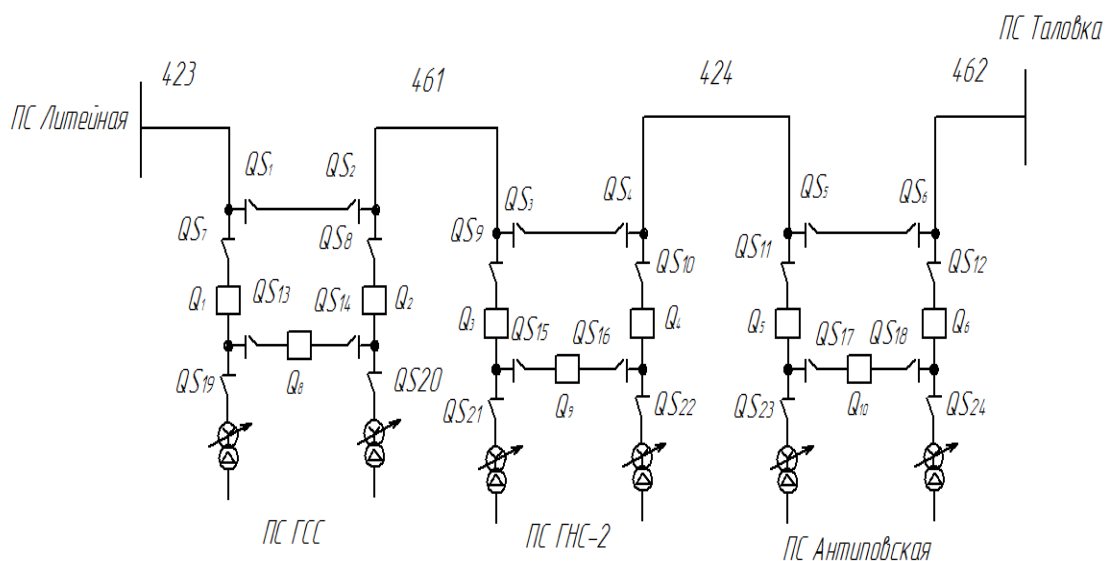 ПС Таловка
423
461
424
462
ПС Литейная
QS1
QS2
QS3
QS4
QS5
QS6
QS7
QS8
QS9
QS10
QS11
QS12
Q1
QS13
QS14
Q2
Q3
QS15
QS16
Q4
Q5
QS17
QS18
Q6
QS19
Q8
QS20
QS21
Q9
QS22
QS23
Q10
QS24
ПС ГСС
ПС ГНС-2
ПС Антиповская